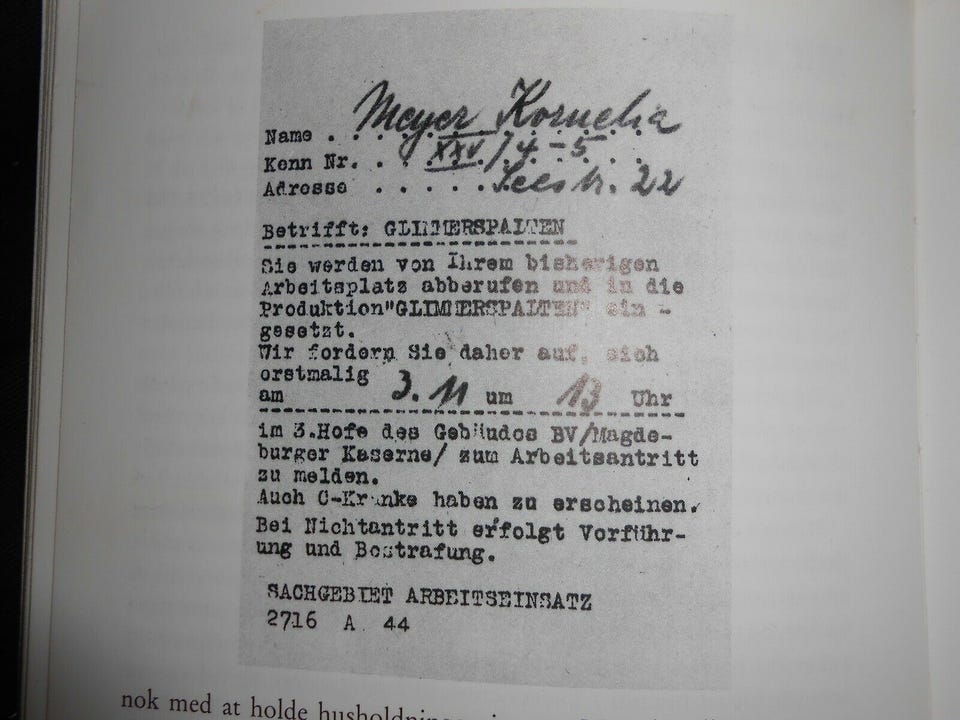 Name . . Meyer Kornelia
Kenn Nr. . . XXV/4-5 . .
Adresse . . . . . . Seestr. 22
Betrifft: GLIMMERSPALTEN
Sie werden von Ihrem bisherigen
Arbeitsplatz abberufen und in die
Produktion"GLIMMERSPALTEN" ein -
gesetzt.
Wir fordern Sie daher auf, sich
erstmalig
am 3.11 um 13 Uhr
im 3.Hofe des Gebäudes BV/Magde-
burger Kaserne/ zum Arbeitsantritt
zu melden.
Auch C-Kranke haben zu erscheinen.
Bei Nichtantritt erfolgt Vorführ-
ung und Bestrafung.
SACHGEBIET ARBEITSEINSATZ
2716 A 44
nok med at holde